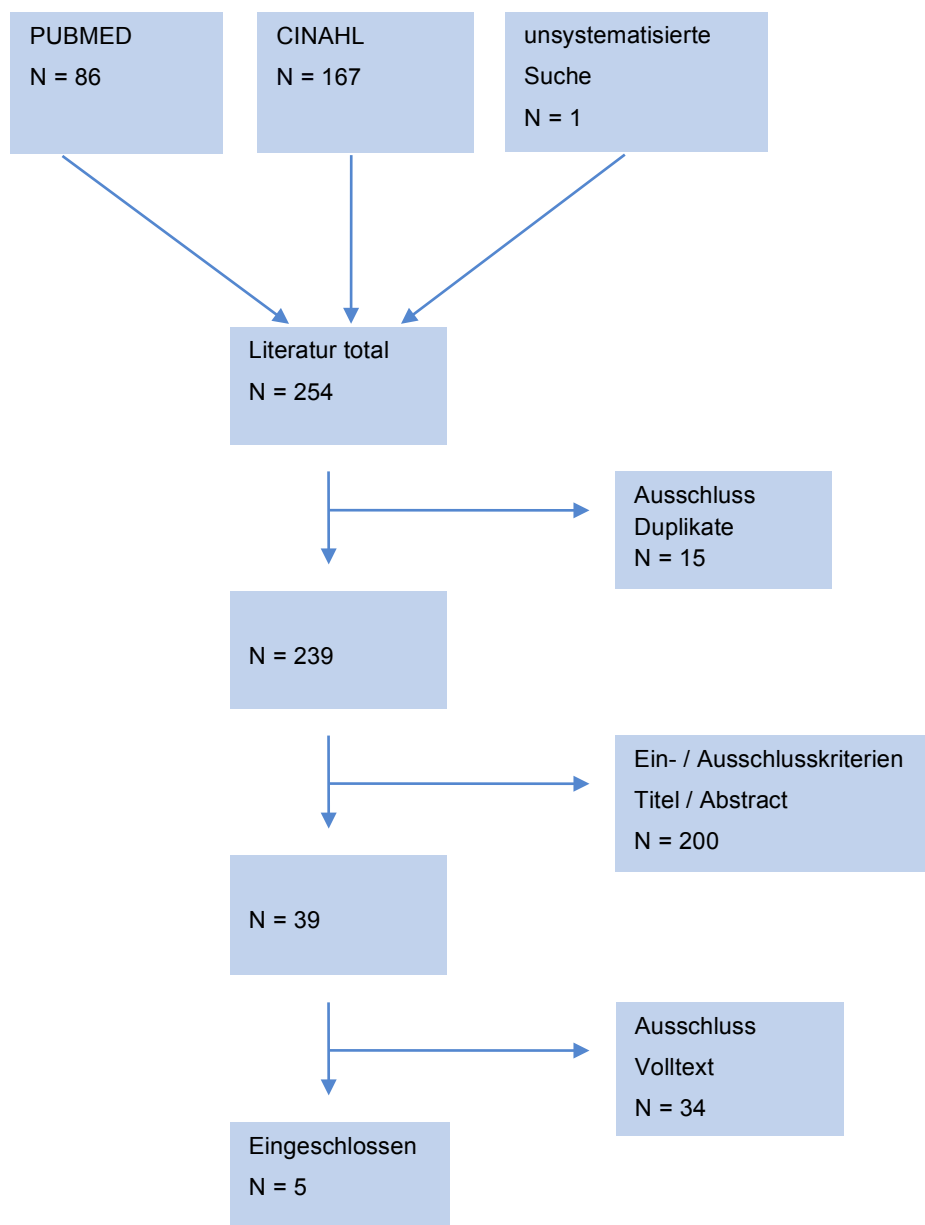 PUBMED
N = 86
CINAHL
N = 167
unsystematisierte
Suche
N = 1
Literatur total
N = 254
Ausschluss
Duplikate
N = 15
N = 239
Ein- / Ausschlusskriterien
Titel / Abstract
N = 200
N = 39
Ausschluss
Volltext
N = 34
Eingeschlossen
N = 5